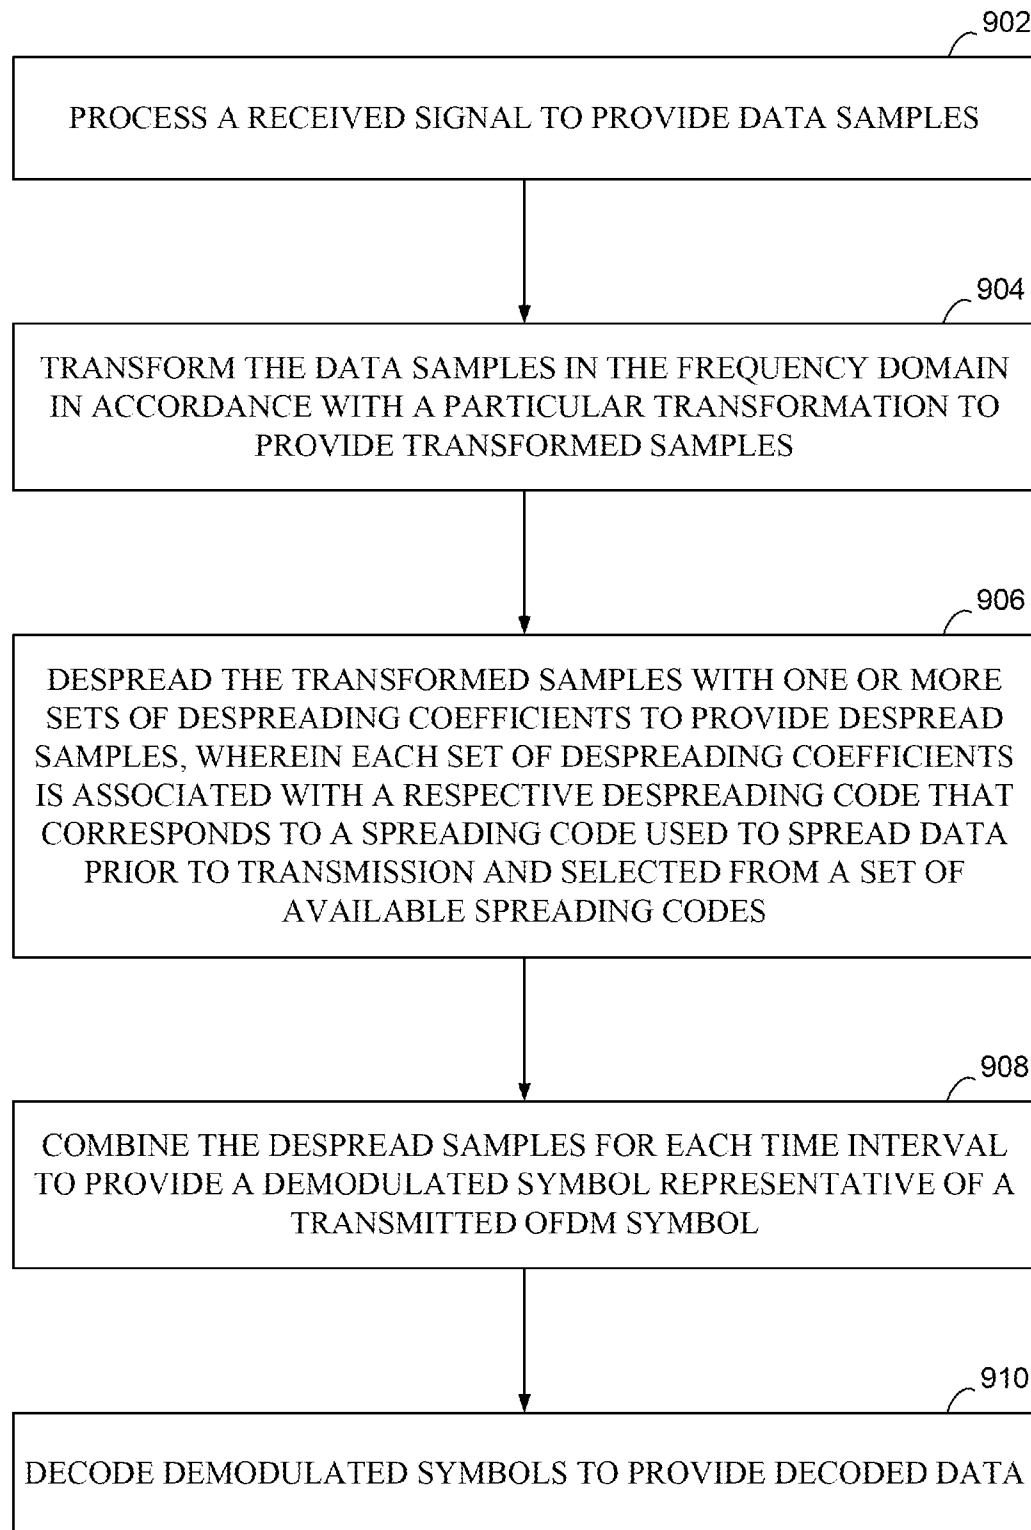 902
PROCESS A RECEIVED SIGNAL TO PROVIDE DATA SAMPLES
904
TRANSFORM THE DATA SAMPLES IN THE FREQUENCY DOMAIN
IN ACCORDANCE WITH A PARTICULAR TRANSFORMATION TO
PROVIDE TRANSFORMED SAMPLES
906
DESPREAD THE TRANSFORMED SAMPLES WITH ONE OR MORE
SETS OF DESPREADING COEFFICIENTS TO PROVIDE DESPREAD
SAMPLES, WHEREIN EACH SET OF DESPREADING COEFFICIENTS
IS ASSOCIATED WITH A RESPECTIVE DESPREADING CODE THAT
CORRESPONDS TO A SPREADING CODE USED TO SPREAD DATA
PRIOR TO TRANSMISSION AND SELECTED FROM A SET OF
AVAILABLE SPREADING CODES
908
COMBINE THE DESPREAD SAMPLES FOR EACH TIME INTERVAL
TO PROVIDE A DEMODULATED SYMBOL REPRESENTATIVE OF A
TRANSMITTED OFDM SYMBOL
910
DECODE DEMODULATED SYMBOLS TO PROVIDE DECODED DATA